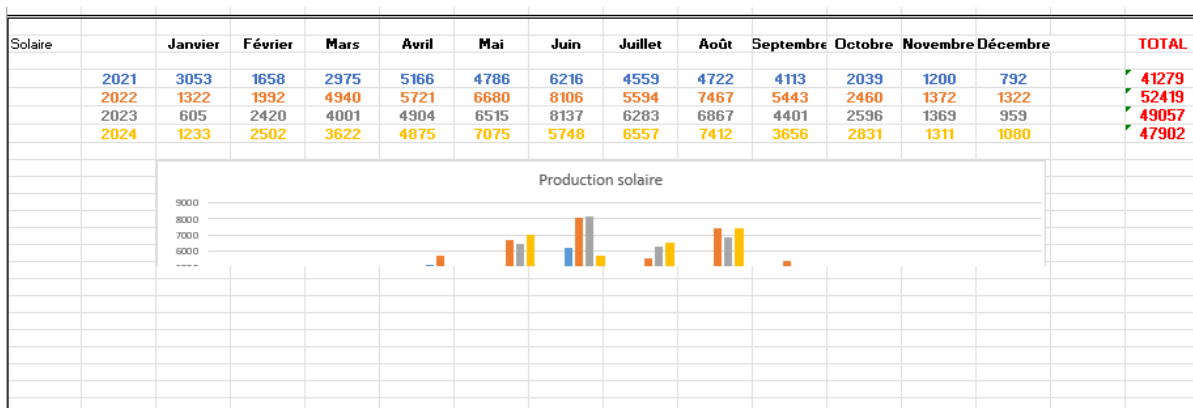 Solaire Janvier Février Mars Avril Mai Juin Juillet Août Septembre Octobre Novembre Décembre TOTAL
2021 3053 1658 2975 5166 4786 6216 4559 4722 4113 2039 1200 792 41279
2022 1322 1992 4940 5721 6680 8106 5594 7467 5443 2460 1372 1322 52419
2023 605 2420 4001 4904 6515 8137 6283 6867 4401 2596 1369 959 49057
2024 1233 2502 3622 4875 7075 5748 6557 7412 3656 2831 1311 1080 47902
Production solaire
9000
8000
7000
6000